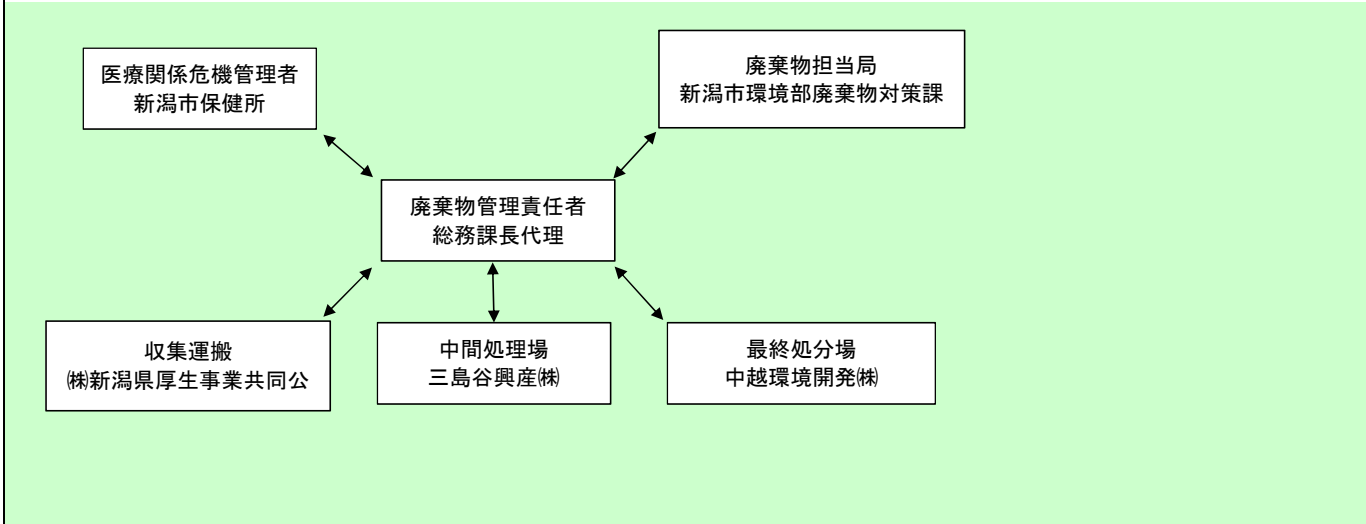 医療関係危機管理者
新潟市保健所
廃棄物担当局
新潟市環境部廃棄物対策課
廃棄物管理責任者
総務課長代理
収集運搬
㈱新潟県厚生事業共同公
中間処理場
三島谷興産㈱
最終処分場
中越環境開発㈱